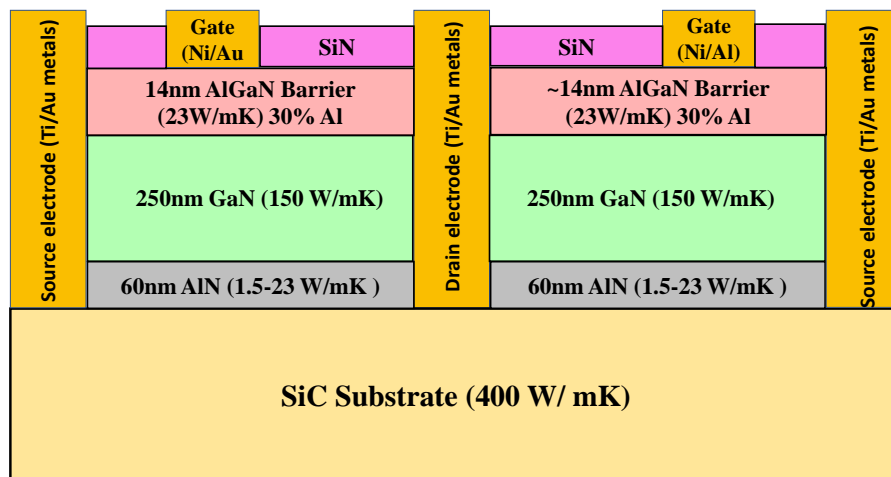 Source electrode (Ti/Au metals)
Gate
(Ni/Au
SiN
14nm AlGaN Barrier
(23W/mK) 30% Al
250nm GaN (150 W/mK)
60nm AlN (1.5-23 W/mK )
Drain electrode (Ti/Au metals)
SiN
Gate
(Ni/Al)
~14nm AlGaN Barrier
(23W/mK) 30% Al
250nm GaN (150 W/mK)
60nm AlN (1.5-23 W/mK )
Source electrode (Ti/Au metals)
SiC Substrate (400 W/ mK)